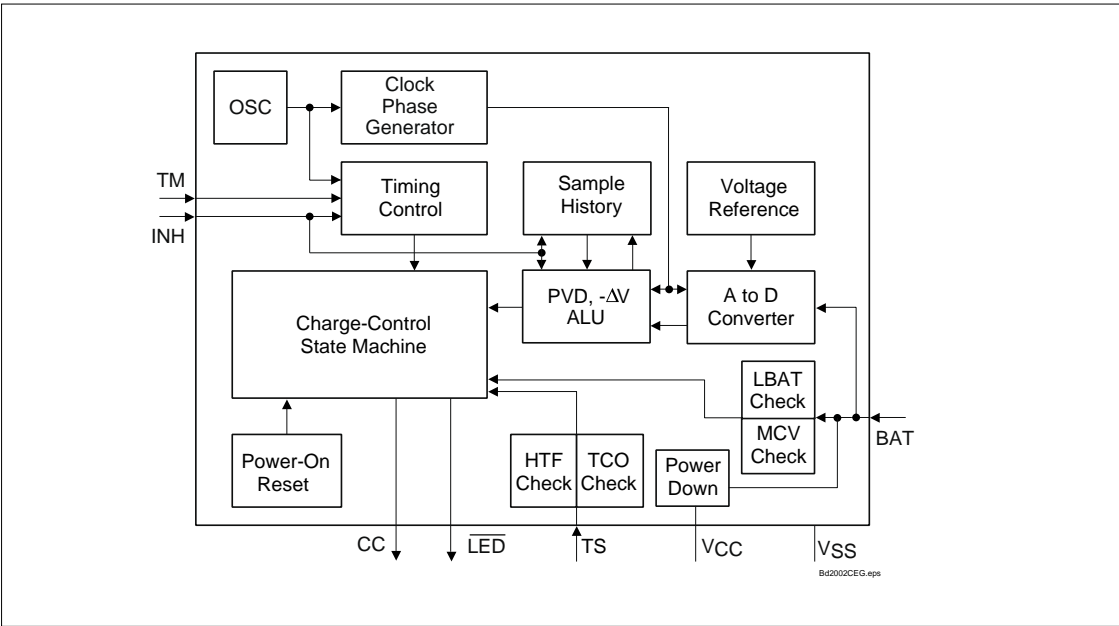 OSC
Clock
Phase
Generator
TM
INH
Timing
Control
Sample
History
Voltage
Reference
Charge-Control
State Machine
PVD, -ΔV
ALU
A to D
Converter
LBAT
Check
MCV
Check
BAT
Power-On
Reset
HTF
Check
TCO
Check
Power
Down
CC
LED
TS
VCC
VSS
Bd2002CEG.eps